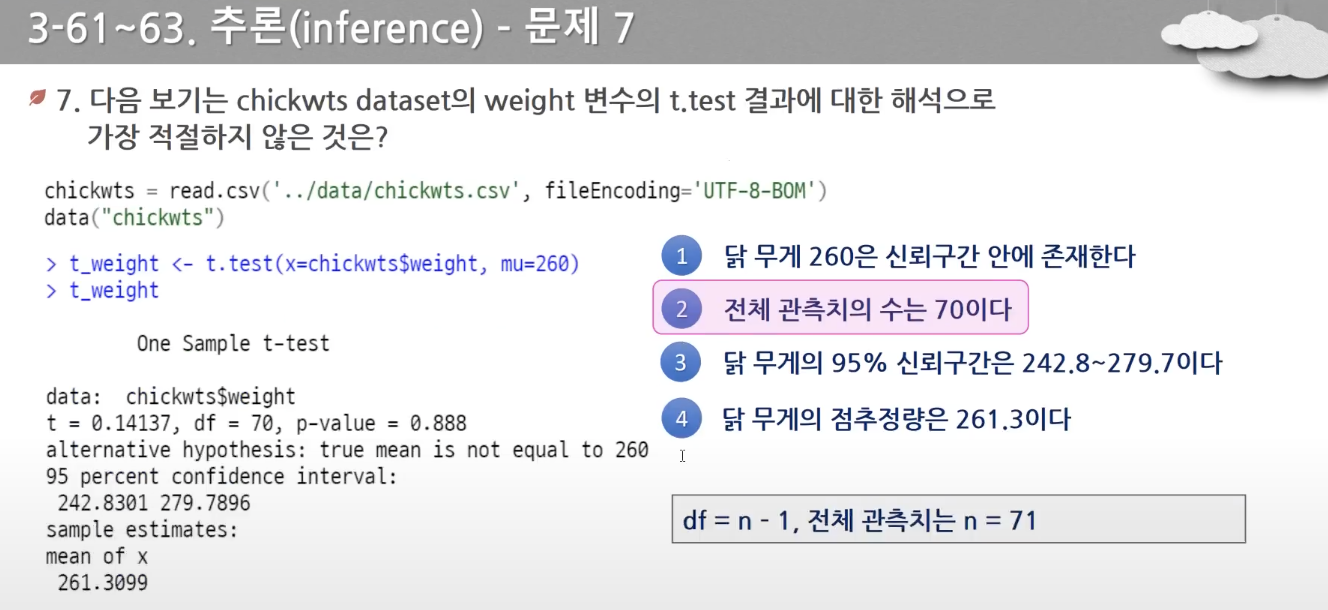 3-61~63. 추론(inference) - 문제 7
7. 다음 보기는 chickwts dataset의 weight 변수의 t.test 결과에 대한 해석으로
가장 적절하지 않은 것은?
chickwts = read.csv('../data/chickwts.csv', fileEncoding='UTF-8-BOM')
data("chickwts")
> t_weight <- t.test(x=chickwts$weight, mu=260)
> t_weight
One Sample t-test
data:  chickwts$weight
t = 0.14137, df = 70, p-value = 0.888
alternative hypothesis: true mean is not equal to 260
95 percent confidence interval:
242.8301 279.7896
sample estimates:
mean of x
261.3099
1 닭 무게 260은 신뢰구간 안에 존재한다
2 전체 관측치의 수는 70이다
3 닭 무게의 95% 신뢰구간은 242.8~279.7이다
4 닭 무게의 점추정량은 261.3이다
df = n - 1, 전체 관측치는 n = 71